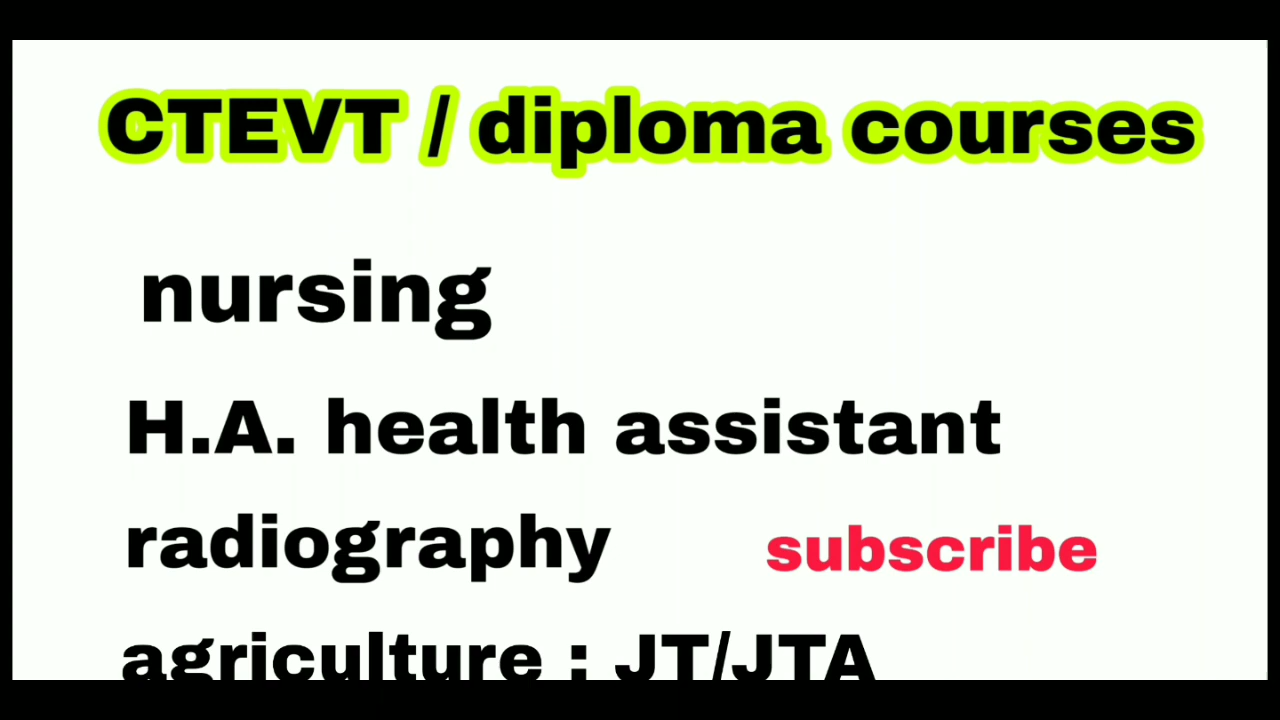 CTEVT / diploma courses
nursing
H.A. health assistant
radiography
subscribe
agriculture : JT/JTA